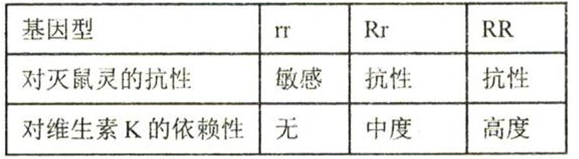 基因型 rr Rr RR
对灭鼠灵的抗性 敏感 抗性 抗性
对维生素 K 的依赖性 无 中度 高度